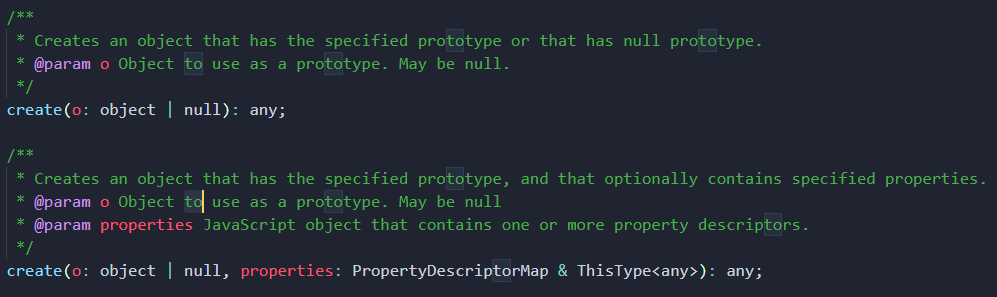 /**
 * Creates an object that has the specified prototype or that has null prototype.
 * @param o Object to use as a prototype. May be null.
 */
create(o: object | null): any;

/**
 * Creates an object that has the specified prototype, and that optionally contains specified properties.
 * @param o Object to use as a prototype. May be null
 * @param properties JavaScript object that contains one or more property descriptors.
 */
create(o: object | null, properties: PropertyDescriptorMap & ThisType<any>): any;